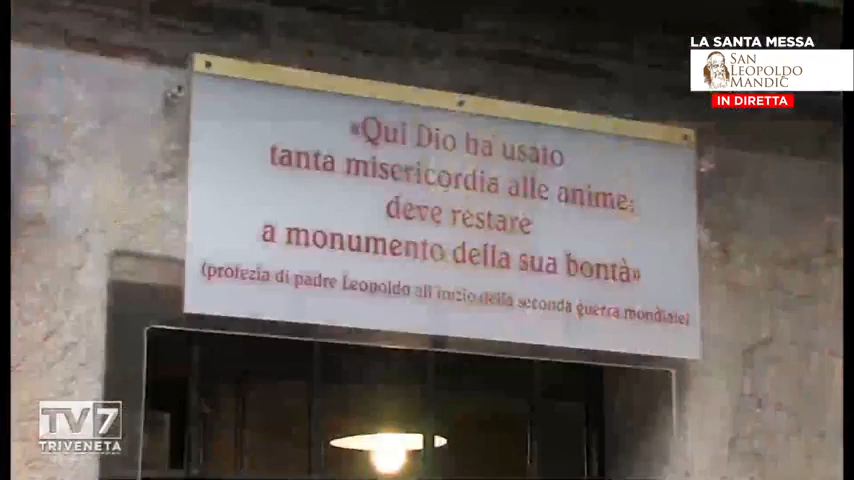 LA SANTA MESSA
SAN
LEOPOLDO
MANDIĆ
IN DIRETTA
«Qui Dio ha usato
tanta misericordia alle anime:
deve restare
a monumento della sua bontà»
(profezia di padre Leopoldo all'inizio della seconda guerra mondiale)
TV7
TRIVENETA